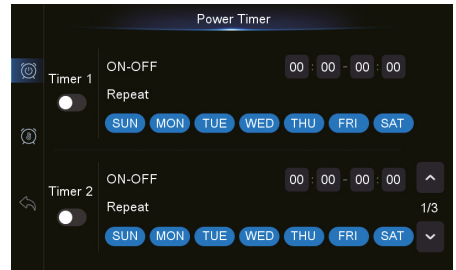 Power Timer
Timer 1
ON-OFF 00 : 00 - 00 : 00
Repeat
SUN MON TUE WED THU FRI SAT
Timer 2
ON-OFF 00 : 00 - 00 : 00
Repeat
1/3
SUN MON TUE WED THU FRI SAT